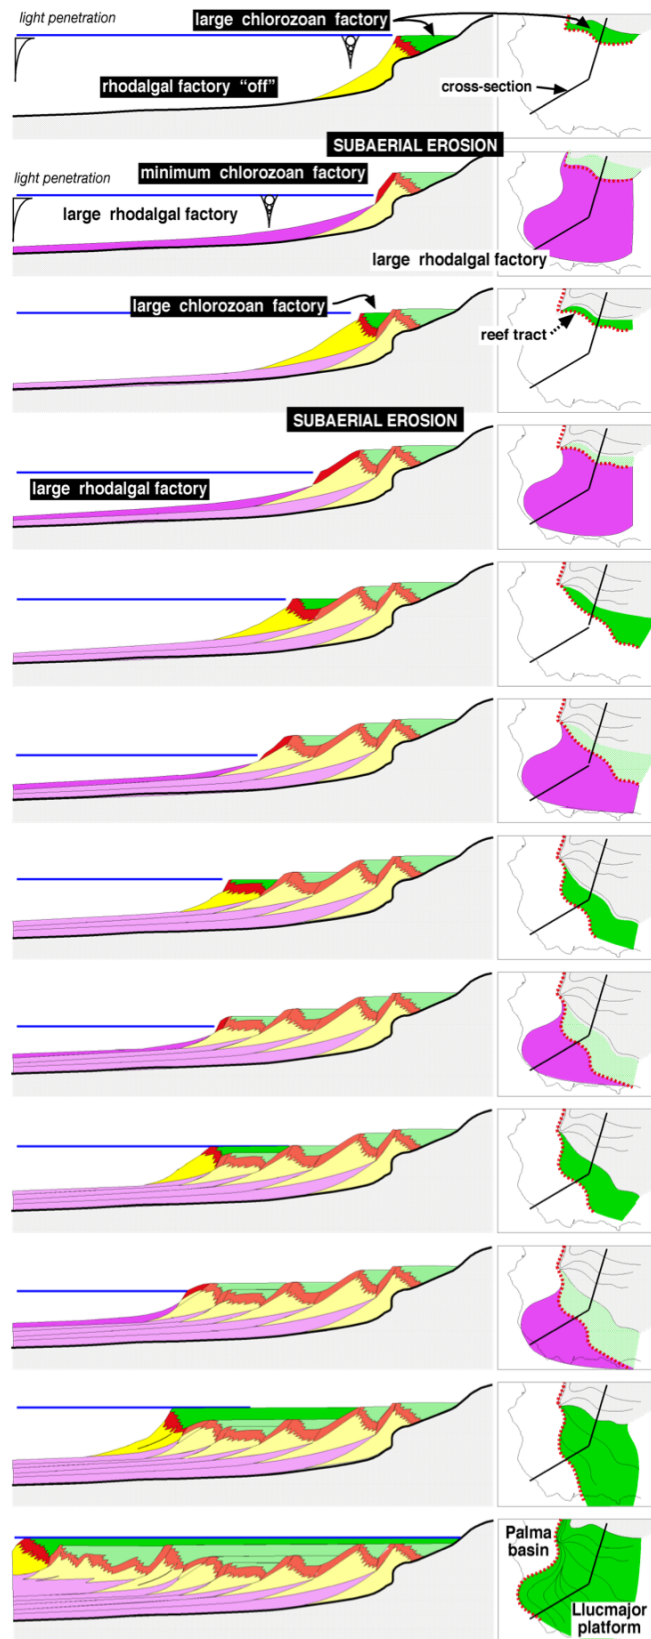 light penetration
large chlorozoan factory
rhodalgal factory "off"
cross-section
SUBAERIAL EROSION
minimum chlorozoan factory
light penetration
large rhodalgal factory
large rhodalgal factory
large chlorozoan factory
reef tract
SUBAERIAL EROSION
large rhodalgal factory
Palma
basin
Llucmajor
platform